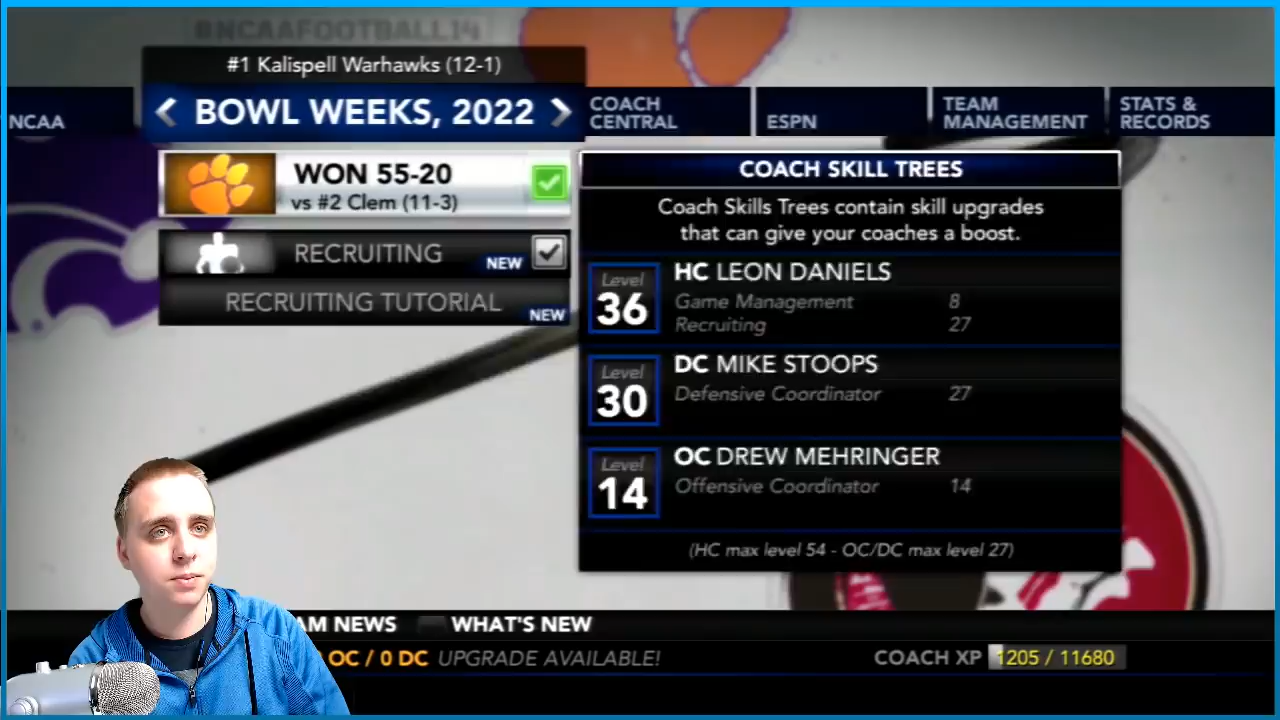 #NCAAFOOTBALL14
#1 Kalispell Warhawks (12-1)
NCAA
BOWL WEEKS, 2022
COACH CENTRAL
ESPN
TEAM MANAGEMENT
STATS & RECORDS
WON 55-20
vs #2 Clem (11-3)
RECRUITING NEW
RECRUITING TUTORIAL NEW
COACH SKILL TREES
Coach Skills Trees contain skill upgrades
that can give your coaches a boost.
Level 36
HC LEON DANIELS
Game Management 8
Recruiting 27
Level 30
DC MIKE STOOPS
Defensive Coordinator 27
Level 14
OC DREW MEHRINGER
Offensive Coordinator 14
(HC max level 54 - OC/DC max level 27)
AM NEWS WHAT'S NEW
OC / 0 DC UPGRADE AVAILABLE!
COACH XP 1205 / 11680